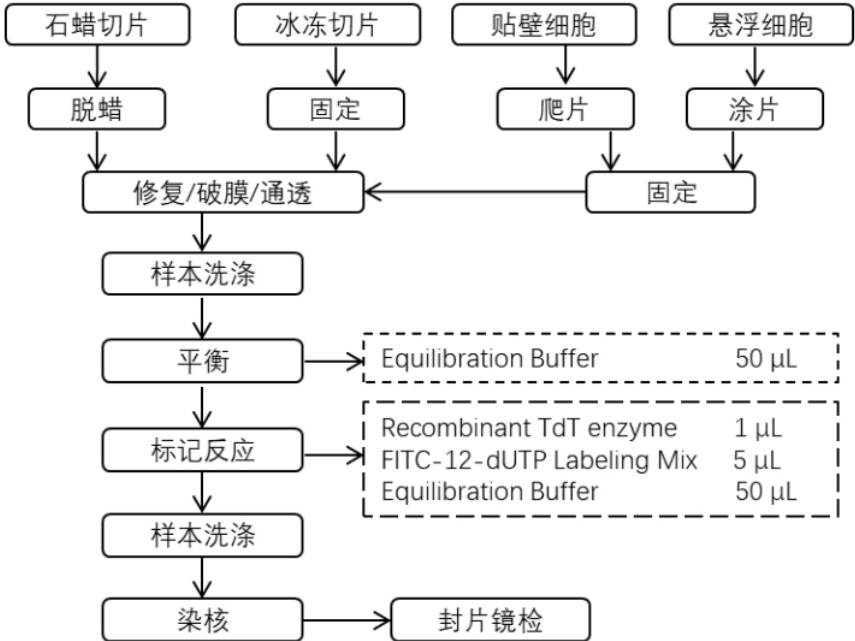 石蜡切片 冰冻切片 贴壁细胞 悬浮细胞
脱蜡 固定 爬片 涂片
修复/破膜/通透 固定
样本洗涤
平衡 Equilibration Buffer 50 μL
Recombinant TdT enzyme 1 μL
标记反应 FITC-12-dUTP Labeling Mix 5 μL
Equilibration Buffer 50 μL
样本洗涤
染核 封片镜检